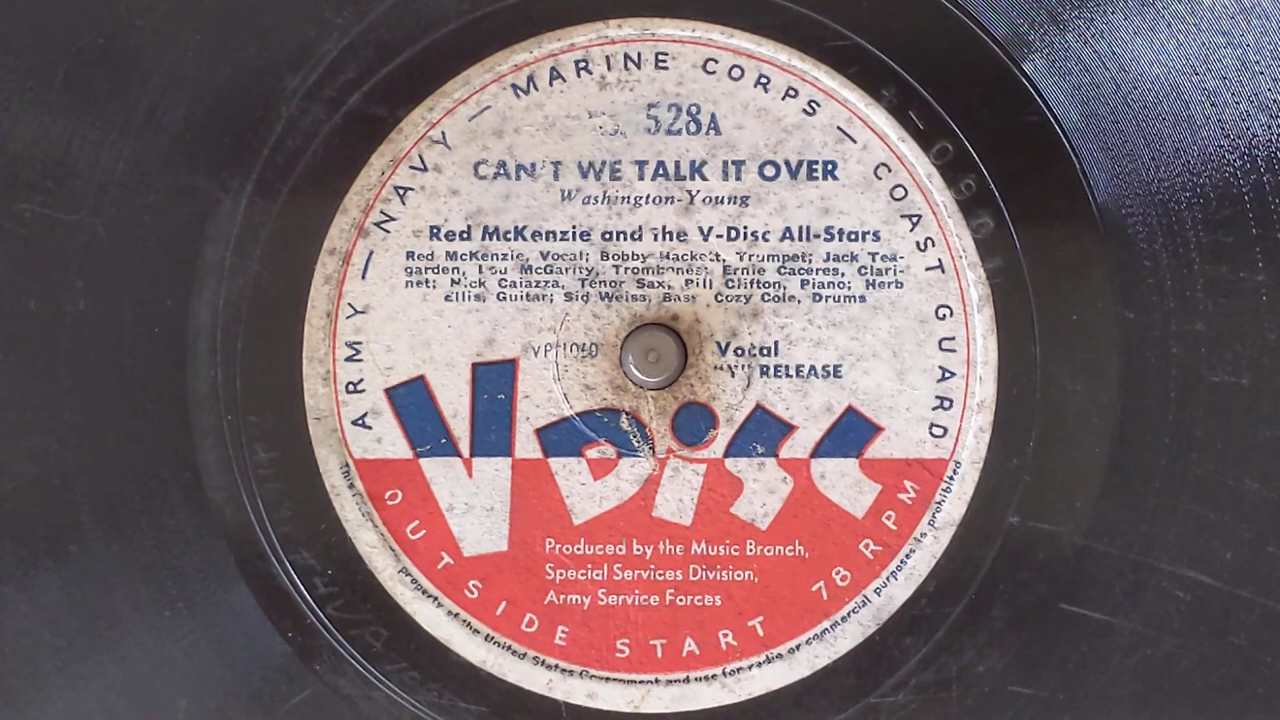 ARMY — NAVY — MARINE CORPS — COAST GUARD
528A
CAN'T WE TALK IT OVER
Washington-Young
Red McKenzie and the V-Disc All-Stars
Red McKenzie, Vocal; Bobby Hackett, Trumpet; Jack Tea-
garden, Lou McGarity, Trombones; Ernie Caceres, Clari-
net; Nick Caiazza, Tenor Sax, Bill Clifton, Piano; Herb
Ellis, Guitar; Sid Weiss, Bass Cozy Cole, Drums
Vocal
"V" RELEASE
V Disc
Produced by the Music Branch,
Special Services Division,
Army Service Forces
OUTSIDE START 78 RPM
This property of the United States Government and use for radio or commercial purposes is prohibited